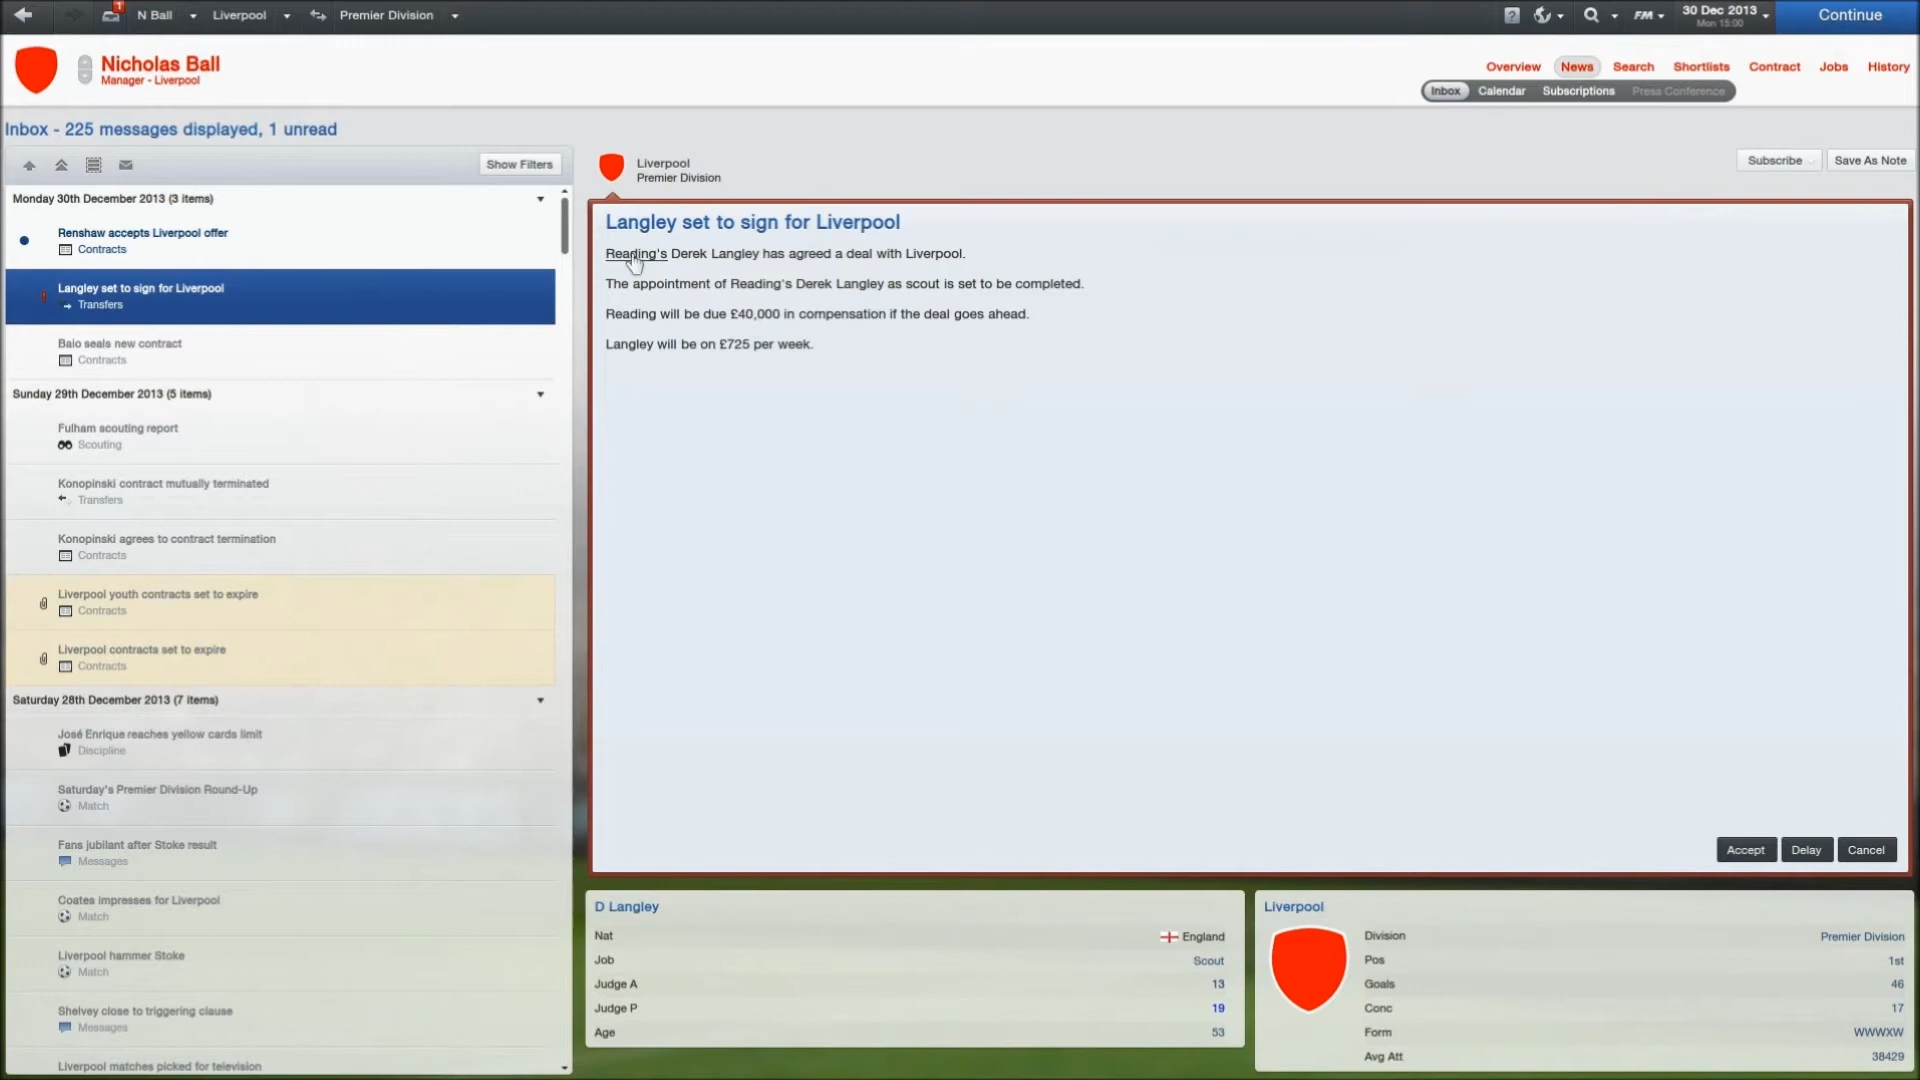 1
N Ball
Liverpool
Premier Division
FM
30 Dec 2013
Mon 15:00
Continue
Nicholas Ball
Manager - Liverpool
Overview
News
Search
Shortlists
Contract
Jobs
History
Inbox
Calendar
Subscriptions
Press Conference
Inbox - 225 messages displayed, 1 unread
Show Filters
Monday 30th December 2013 (3 items)
Renshaw accepts Liverpool offer
Contracts
Langley set to sign for Liverpool
Transfers
Baio seals new contract
Contracts
Sunday 29th December 2013 (5 items)
Fulham scouting report
Scouting
Konopinski contract mutually terminated
Transfers
Konopinski agrees to contract termination
Contracts
Liverpool youth contracts set to expire
Contracts
Liverpool contracts set to expire
Contracts
Saturday 28th December 2013 (7 items)
José Enrique reaches yellow cards limit
Discipline
Saturday's Premier Division Round-Up
Match
Fans jubilant after Stoke result
Messages
Coates impresses for Liverpool
Match
Liverpool hammer Stoke
Match
Shelvey close to triggering clause
Messages
Liverpool matches picked for television
Liverpool
Premier Division
Subscribe
Save As Note
Langley set to sign for Liverpool
Reading's Derek Langley has agreed a deal with Liverpool.
The appointment of Reading's Derek Langley as scout is set to be completed.
Reading will be due £40,000 in compensation if the deal goes ahead.
Langley will be on £725 per week.
Accept
Delay
Cancel
D Langley
Nat England
Job Scout
Judge A 13
Judge P 19
Age 53
Liverpool
Division Premier Division
Pos 1st
Goals 46
Conc 17
Form WWWXW
Avg Att 38429